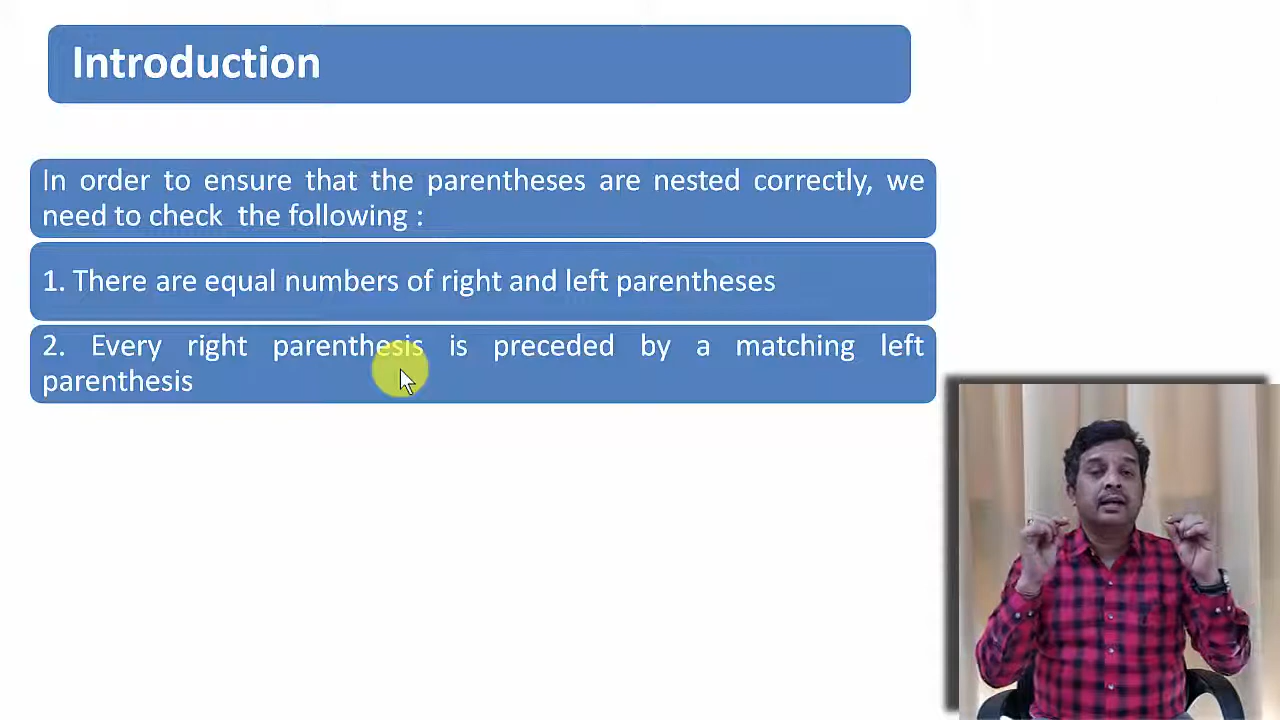 Introduction
In order to ensure that the parentheses are nested correctly, we
need to check the following :
1. There are equal numbers of right and left parentheses
2. Every right parenthesis is preceded by a matching left
parenthesis